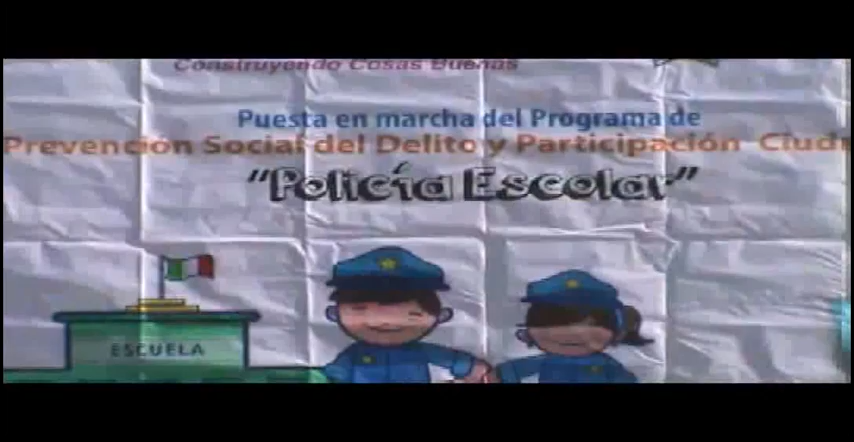 Construyendo Cosas Buenas
Puesta en marcha del Programa de
Prevención Social del Delito y Participación
"Policía Escolar"
ESCUELA